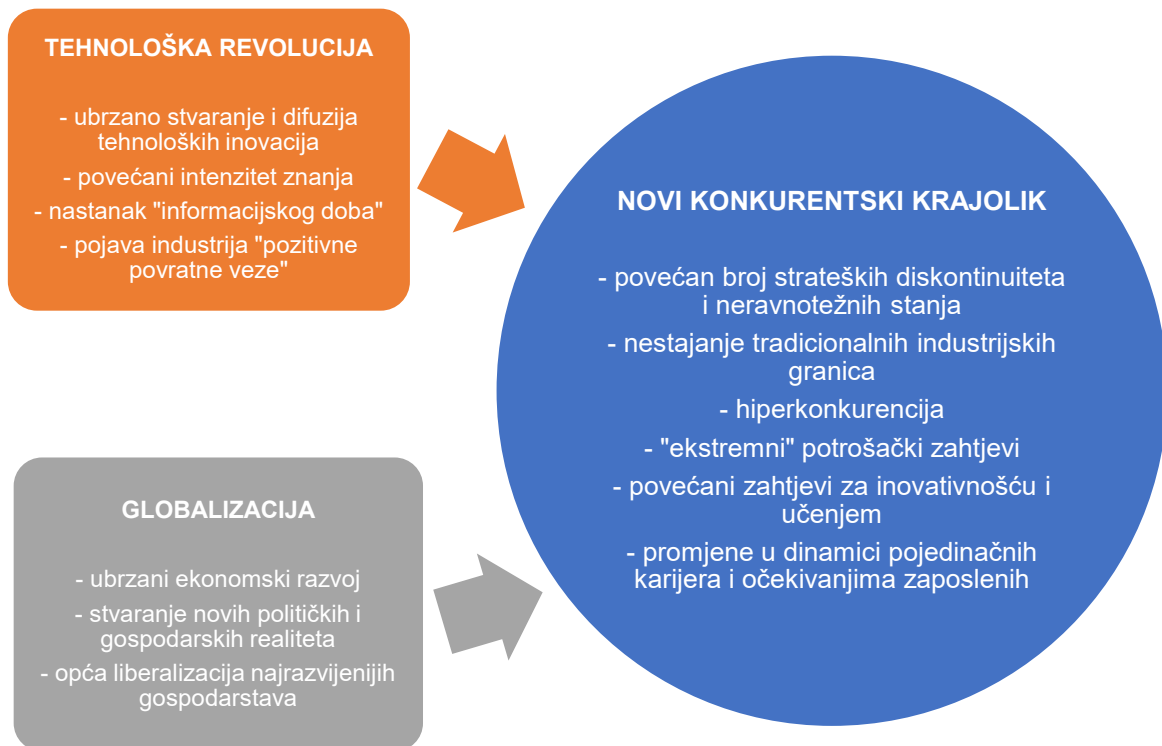 TEHNOLOŠKA REVOLUCIJA
- ubrzano stvaranje i difuzija
tehnoloških inovacija
- povećani intenzitet znanja
- nastanak "informacijskog doba"
- pojava industrija "pozitivne
povratne veze"
GLOBALIZACIJA
- ubrzani ekonomski razvoj
- stvaranje novih političkih i
gospodarskih realiteta
- opća liberalizacija najrazvijenijih
gospodarstava
NOVI KONKURENTSKI KRAJOLIK
- povećan broj strateških diskontinuiteta
i neravnotežnih stanja
- nestajanje tradicionalnih industrijskih
granica
- hiperkonkurencija
- "ekstremni" potrošački zahtjevi
- povećani zahtjevi za inovativnošću i
učenjem
- promjene u dinamici pojedinačnih
karijera i očekivanjima zaposlenih